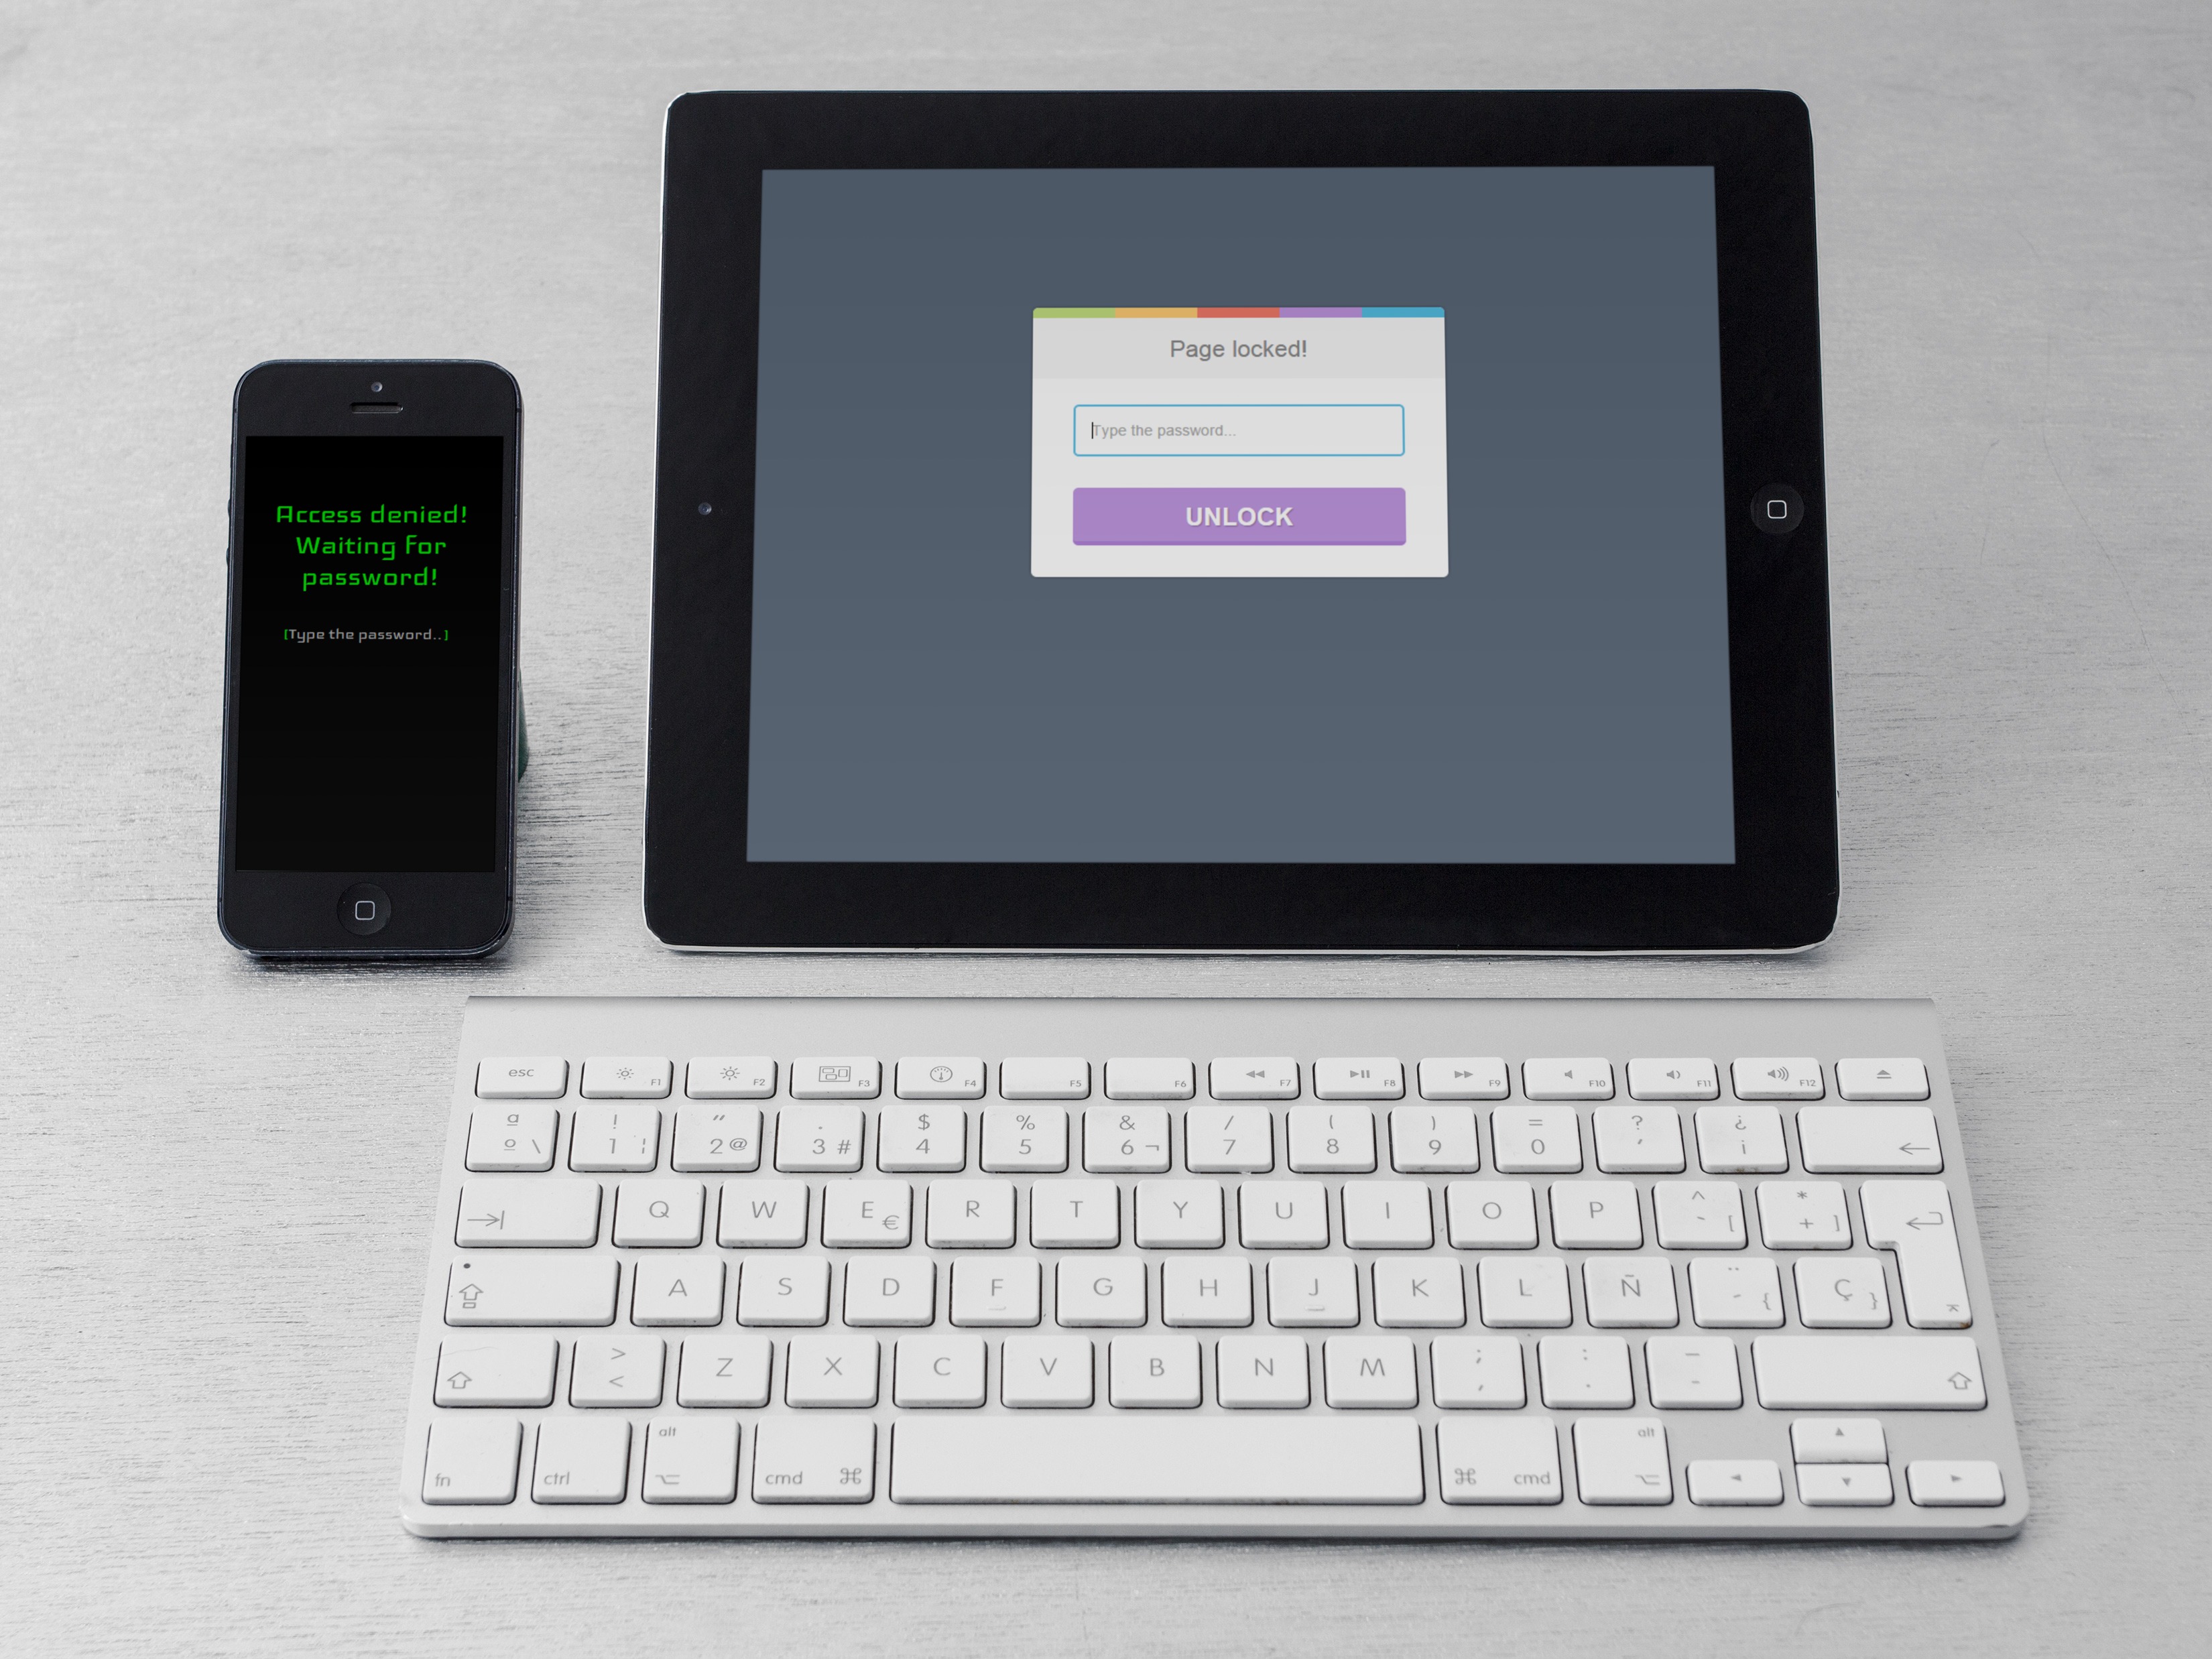 Access denied!
Waiting for
password!
[Type the password..]
Page locked!
Type the password...
UNLOCK
esc F1 F2 F3 F4 F5 F6 F7 F8 F9 F10 F11 F12
ª ! " · $ % & / ( ) = ? ¿
º \ 1 ¦ 2 @ 3 # 4 5 6 ¬ 7 8 9 0 ' ¡
Q W E € R T Y U I O P ^ ` [ * + ]
A S D F G H J K L Ñ ¨ ´ { Ç }
> < Z X C V B N M ; , : . _ -
fn ctrl alt cmd ⌘ ⌘ cmd alt